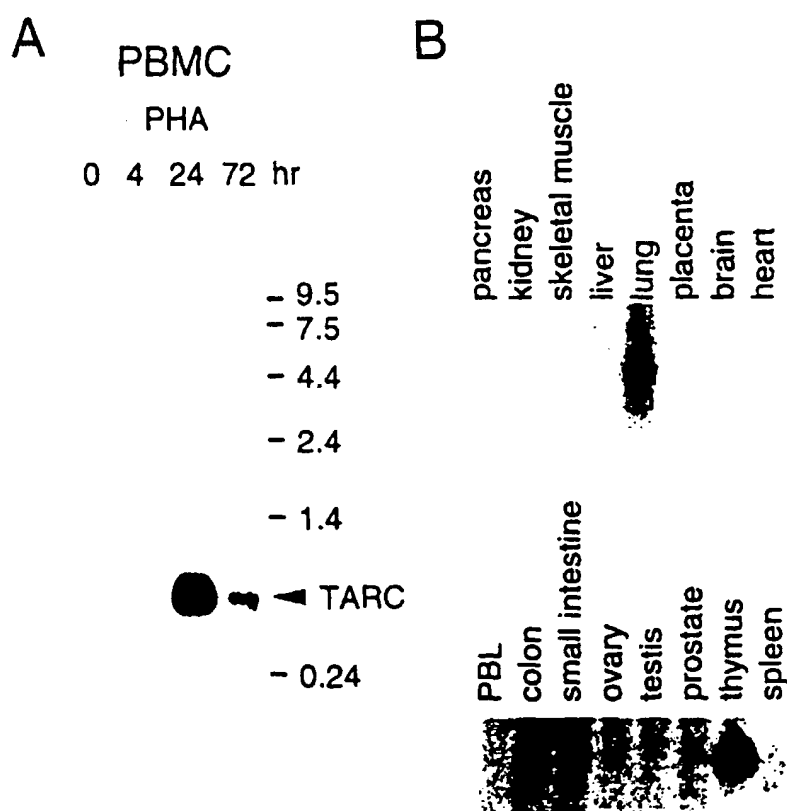 A
PBMC
PHA
0 4 24 72 hr
9.5
7.5
4.4
2.4
1.4
TARC
0.24
B
pancreas
kidney
skeletal muscle
liver
lung
placenta
brain
heart
PBL
colon
small intestine
ovary
testis
prostate
thymus
spleen